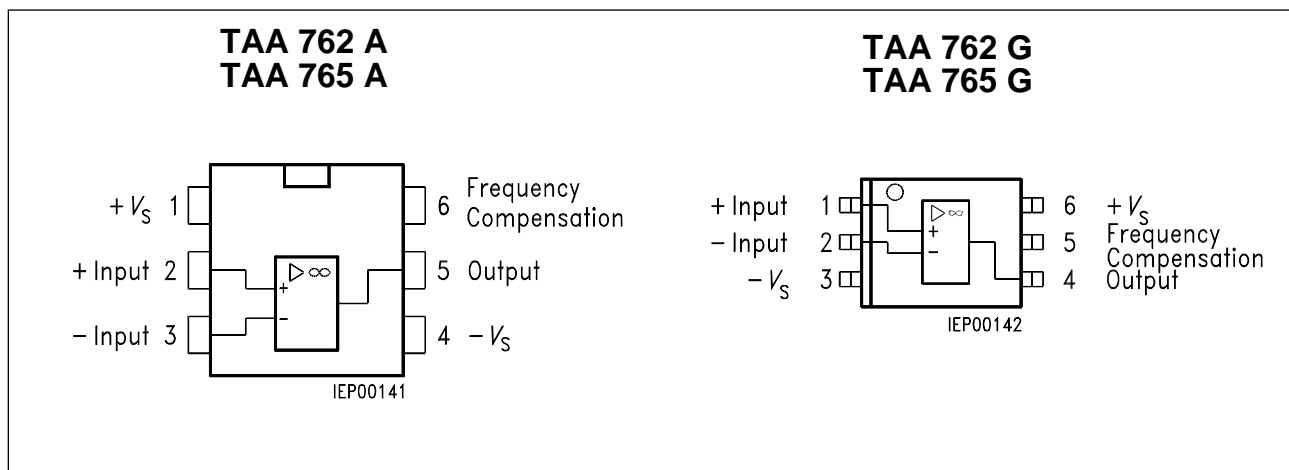 TAA 762 A
TAA 765 A
+ VS 1
+ Input 2
− Input 3
6 Frequency
Compensation
5 Output
4 − VS
+
−
▷ ∞
IEP00141
TAA 762 G
TAA 765 G
+ Input 1
− Input 2
− VS 3
6 + VS
5 Frequency
Compensation
4 Output
+
−
▷ ∞
IEP00142